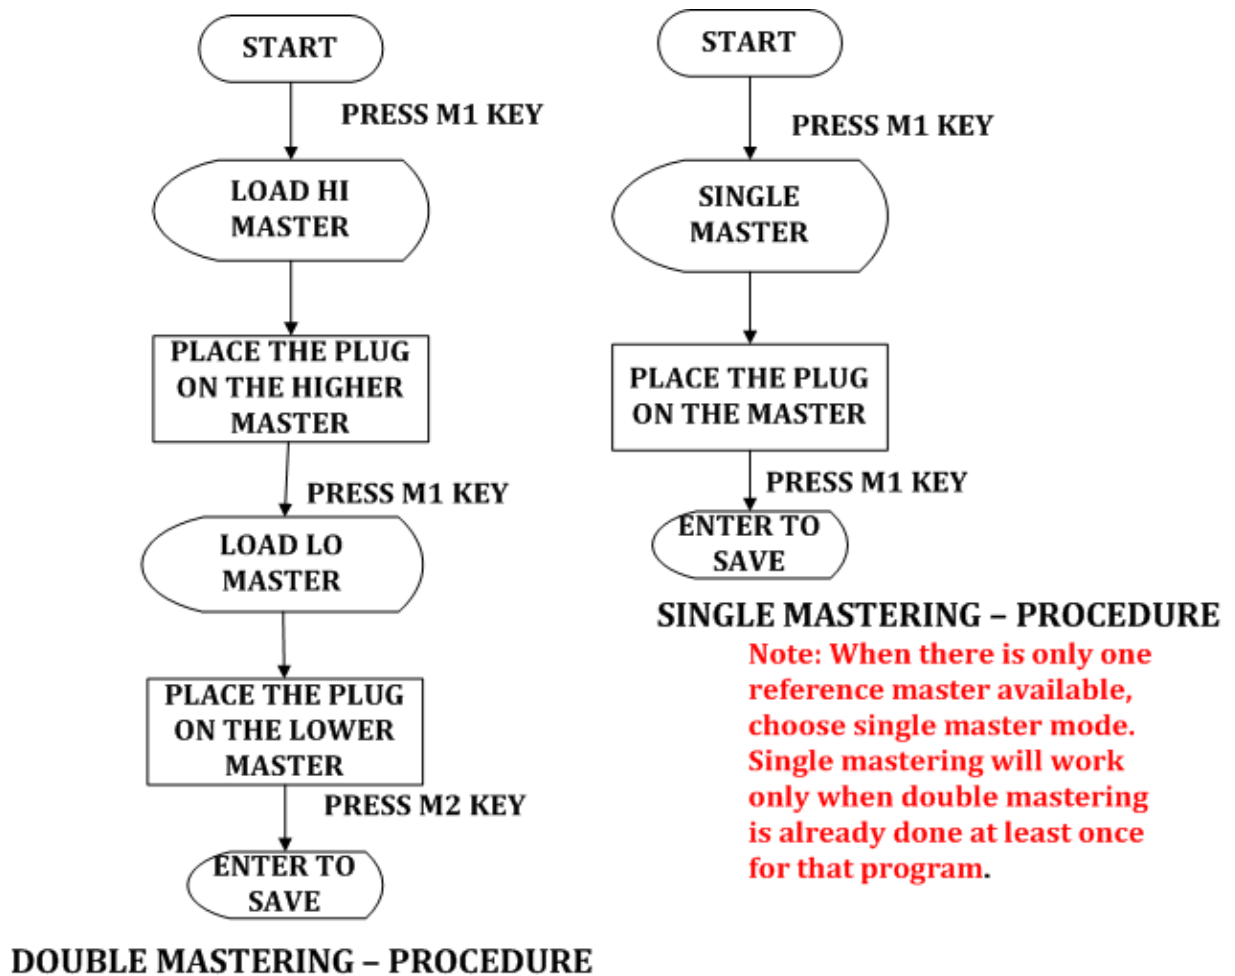 START
PRESS M1 KEY
LOAD HI
MASTER
PLACE THE PLUG
ON THE HIGHER
MASTER
PRESS M1 KEY
LOAD LO
MASTER
PLACE THE PLUG
ON THE LOWER
MASTER
PRESS M2 KEY
ENTER TO
SAVE
DOUBLE MASTERING – PROCEDURE
START
PRESS M1 KEY
SINGLE
MASTER
PLACE THE PLUG
ON THE MASTER
PRESS M1 KEY
ENTER TO
SAVE
SINGLE MASTERING – PROCEDURE
Note: When there is only one
reference master available,
choose single master mode.
Single mastering will work
only when double mastering
is already done at least once
for that program.